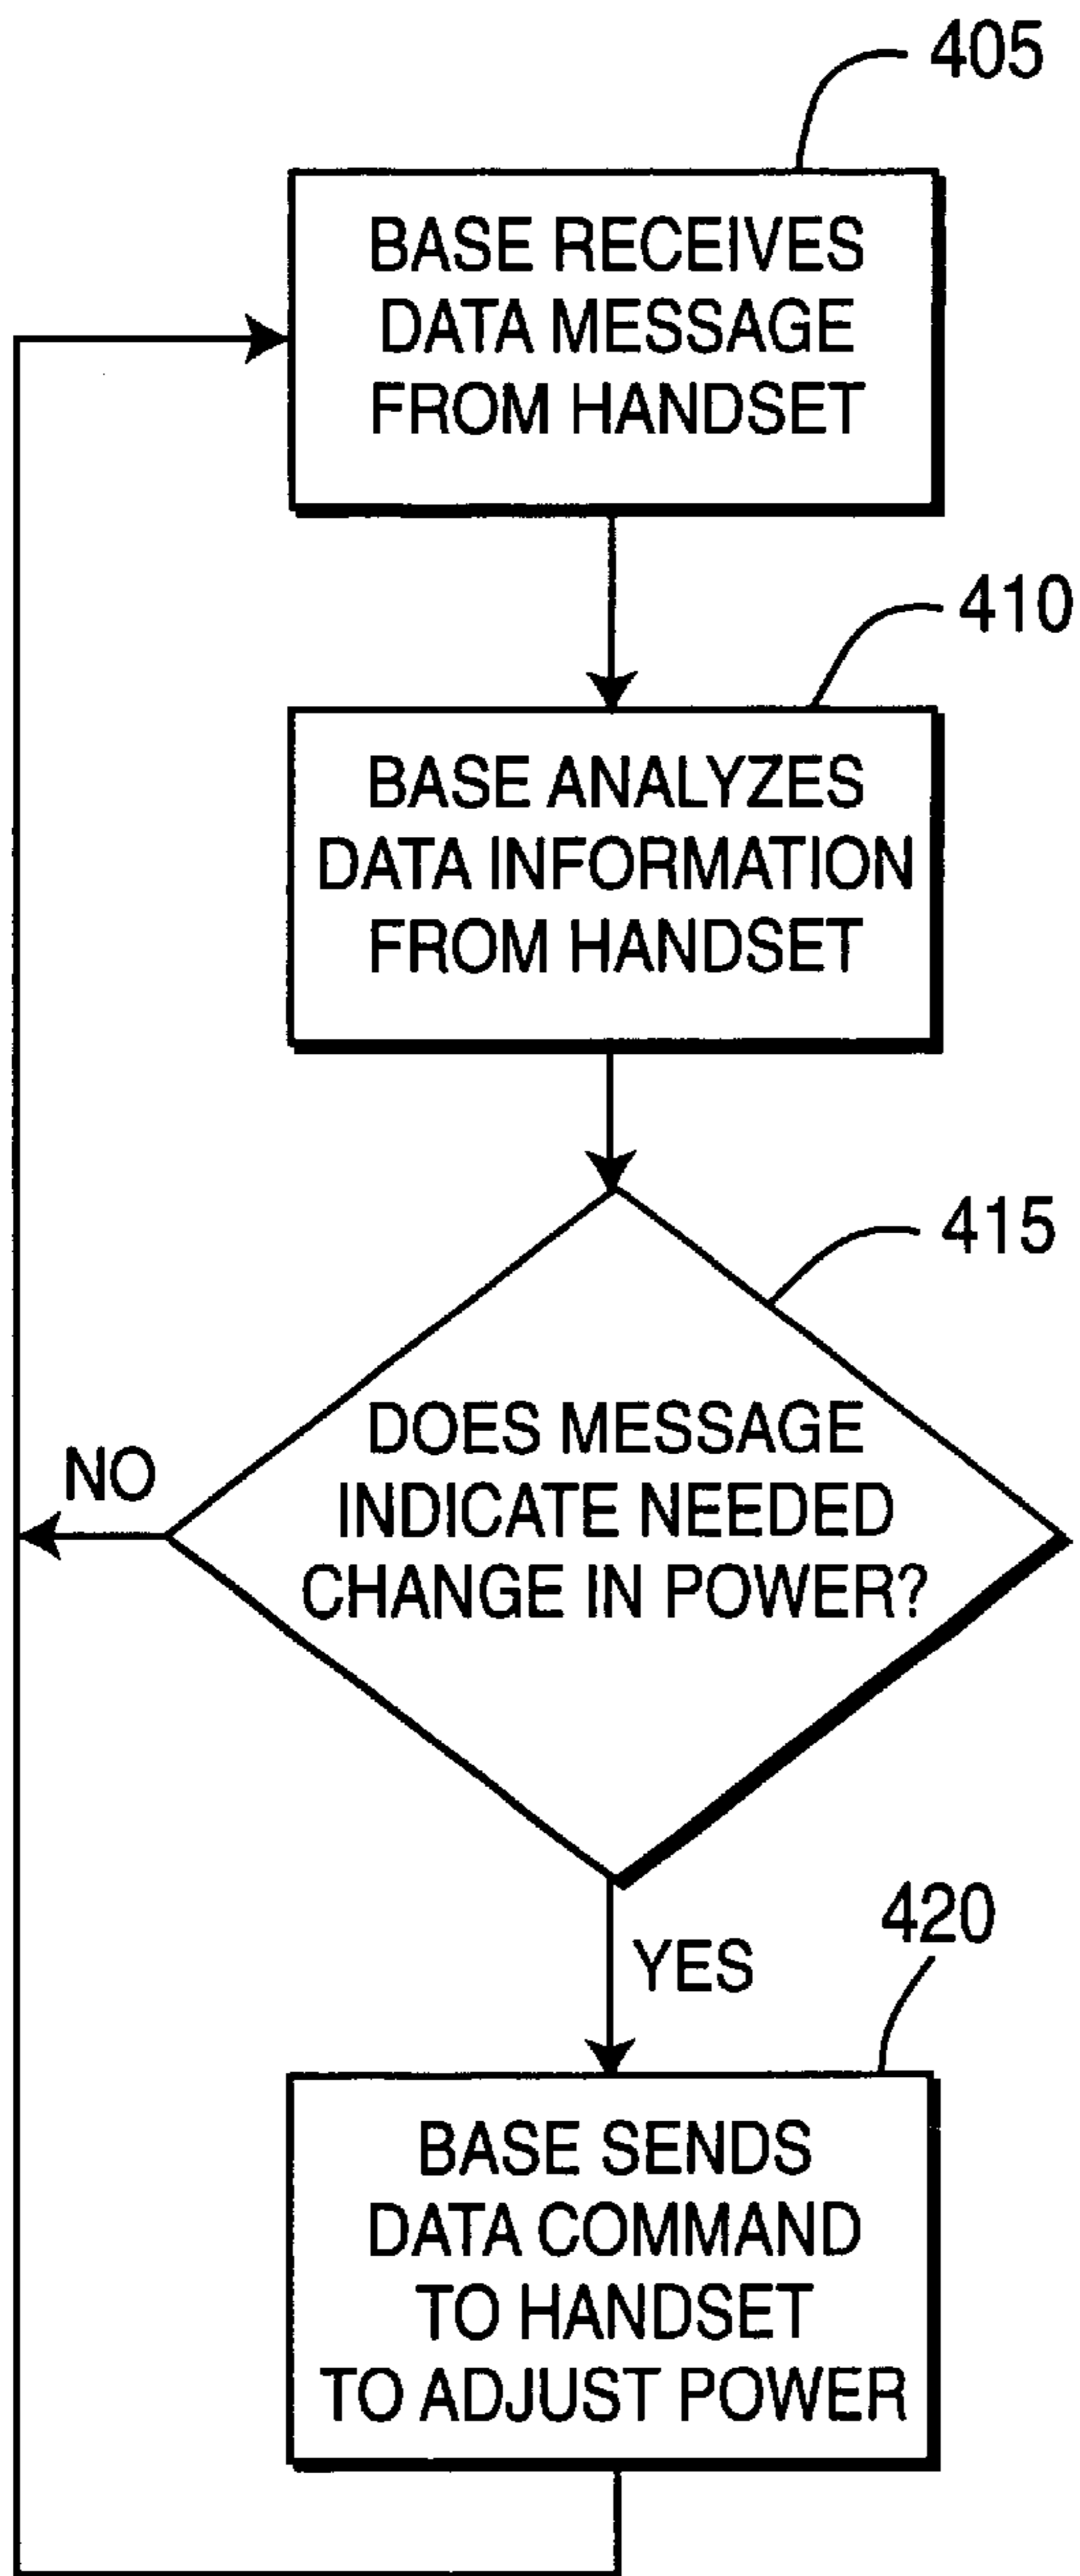 405
BASE RECEIVES
DATA MESSAGE
FROM HANDSET
410
BASE ANALYZES
DATA INFORMATION
FROM HANDSET
415
DOES MESSAGE
INDICATE NEEDED
CHANGE IN POWER?
NO
YES
420
BASE SENDS
DATA COMMAND
TO HANDSET
TO ADJUST POWER